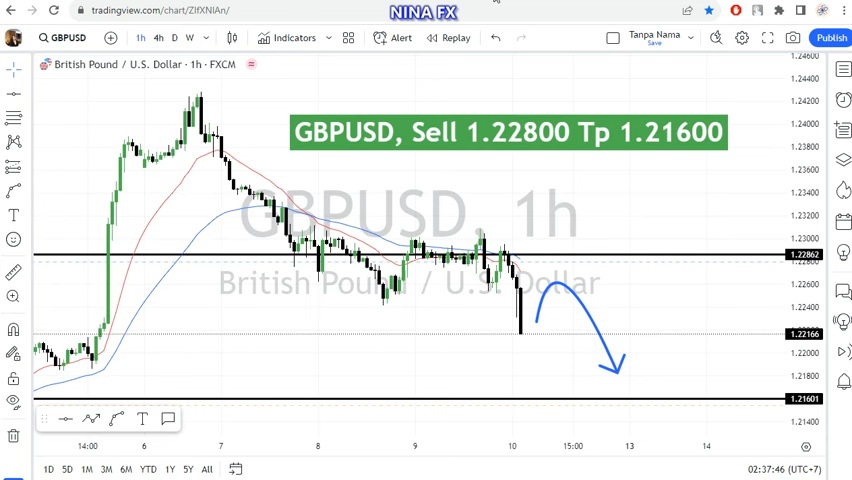 tradingview.com/chart/ZIfXNIAn/
NINA FX
GBPUSD
1h 4h D W
Indicators
Alert
Replay
Tanpa Nama
Save
Publish
British Pound / U.S. Dollar · 1h · FXCM
GBPUSD, Sell 1.22800 Tp 1.21600
GBPUSD, 1h
British Pound / U.S. Dollar
1.24600
1.24400
1.24200
1.24000
1.23800
1.23600
1.23400
1.23200
1.23000
1.22862
1.22800
1.22600
1.22400
1.22166
1.22000
1.21800
1.21601
1.21400
14:00 6 7 8 9 10 15:00 13 14
1D 5D 1M 3M 6M YTD 1Y 5Y All
02:37:46 (UTC+7)